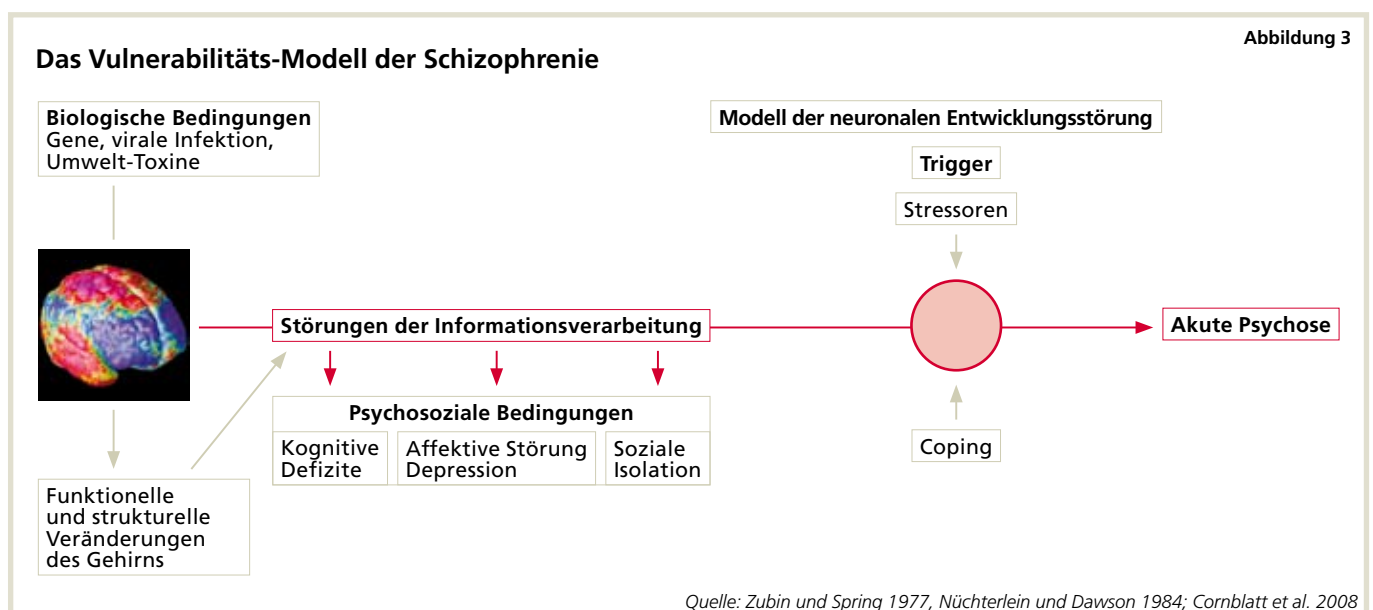 Abbildung 3
Das Vulnerabilitäts-Modell der Schizophrenie
Biologische Bedingungen
Gene, virale Infektion,
Umwelt-Toxine
Modell der neuronalen Entwicklungsstörung
Trigger
Stressoren
Störungen der Informationsverarbeitung
Akute Psychose
Psychosoziale Bedingungen
Kognitive
Defizite
Affektive Störung
Depression
Soziale
Isolation
Coping
Funktionelle
und strukturelle
Veränderungen
des Gehirns
Quelle: Zubin und Spring 1977, Nüchterlein und Dawson 1984; Cornblatt et al. 2008